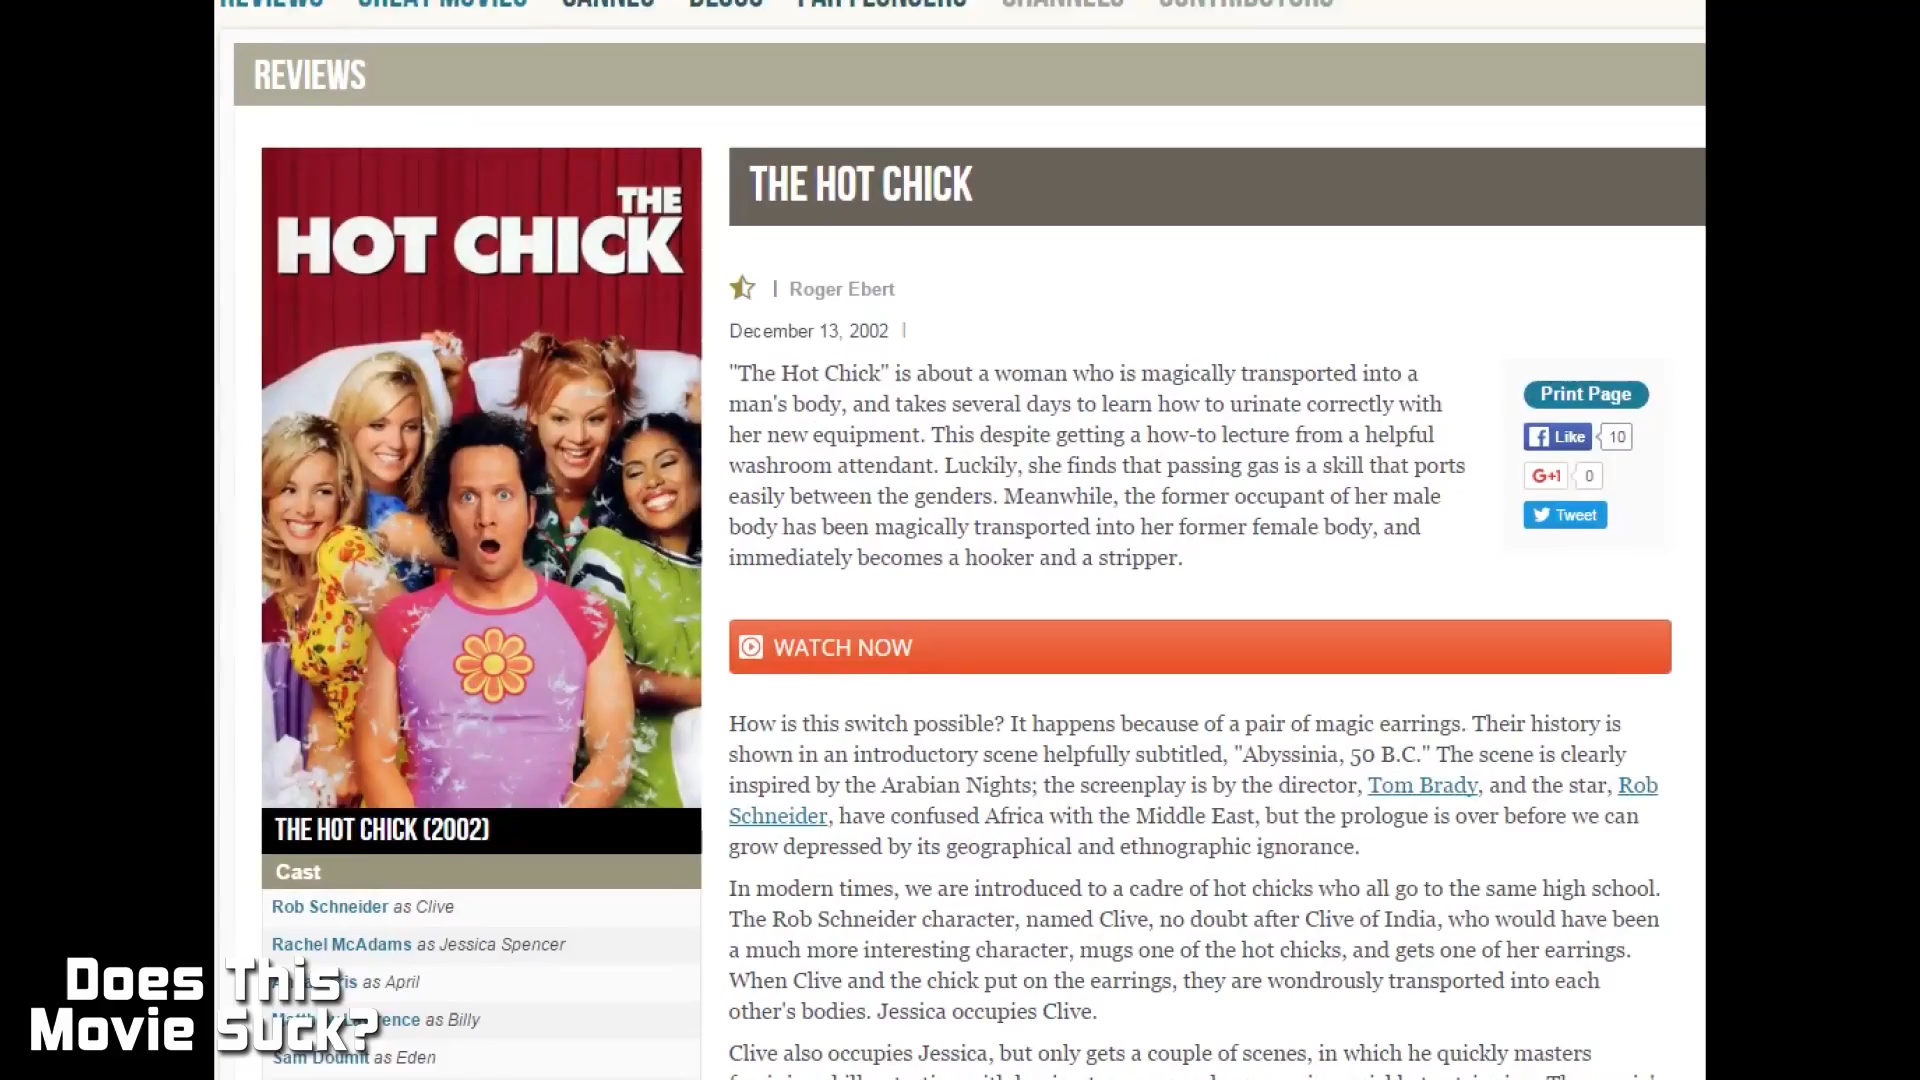 REVIEWS GREAT MOVIES CANNES BLOGS FAR FLUNGERS CHANNELS CONTRIBUTORS
REVIEWS
THE
HOT CHICK
THE HOT CHICK (2002)
Cast
Rob Schneider as Clive
Rachel McAdams as Jessica Spencer
as April
as Billy
Sam Doumit as Eden
THE HOT CHICK
| Roger Ebert
December 13, 2002 |
"The Hot Chick" is about a woman who is magically transported into a
man's body, and takes several days to learn how to urinate correctly with
her new equipment. This despite getting a how-to lecture from a helpful
washroom attendant. Luckily, she finds that passing gas is a skill that ports
easily between the genders. Meanwhile, the former occupant of her male
body has been magically transported into her former female body, and
immediately becomes a hooker and a stripper.
Print Page
Like 10
G+1 0
Tweet
WATCH NOW
How is this switch possible? It happens because of a pair of magic earrings. Their history is
shown in an introductory scene helpfully subtitled, "Abyssinia, 50 B.C." The scene is clearly
inspired by the Arabian Nights; the screenplay is by the director, Tom Brady, and the star, Rob
Schneider, have confused Africa with the Middle East, but the prologue is over before we can
grow depressed by its geographical and ethnographic ignorance.
In modern times, we are introduced to a cadre of hot chicks who all go to the same high school.
The Rob Schneider character, named Clive, no doubt after Clive of India, who would have been
a much more interesting character, mugs one of the hot chicks, and gets one of her earrings.
When Clive and the chick put on the earrings, they are wondrously transported into each
other's bodies. Jessica occupies Clive.
Clive also occupies Jessica, but only gets a couple of scenes, in which he quickly masters
Does This
Movie Suck?